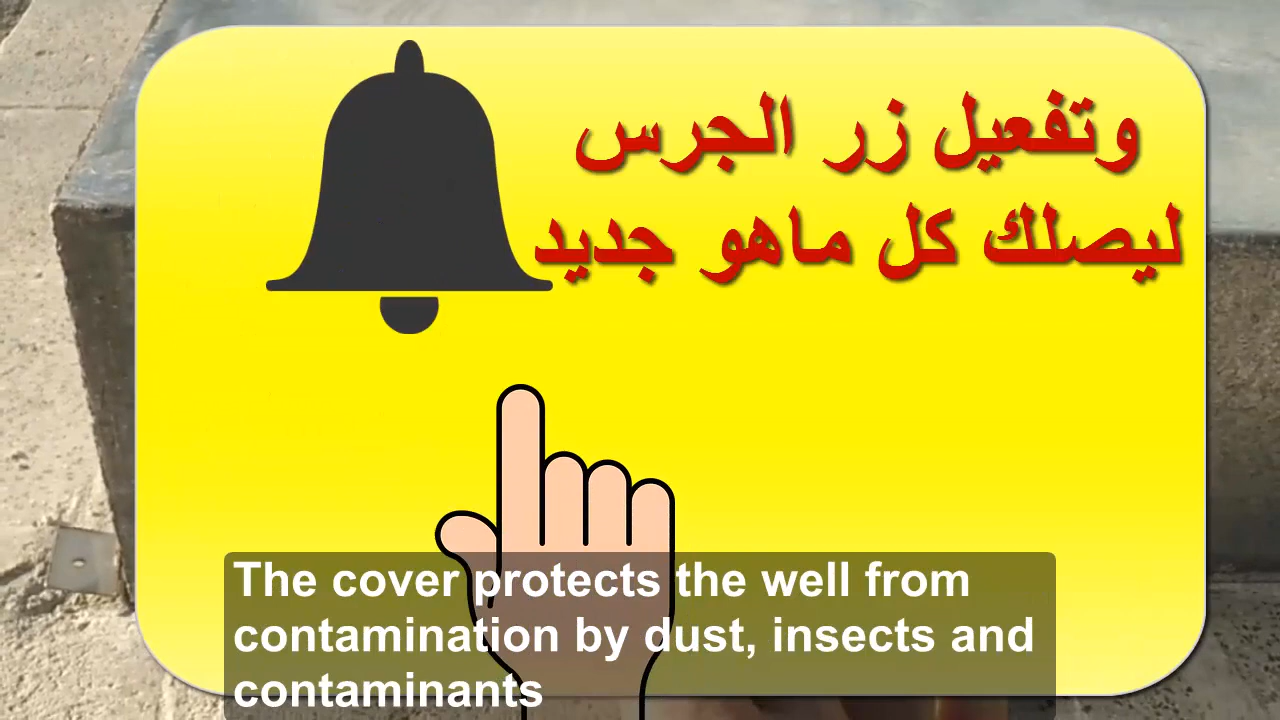 وتفعيل زر الجرس
ليصلك كل ماهو جديد
The cover protects the well from
contamination by dust, insects and
contaminants